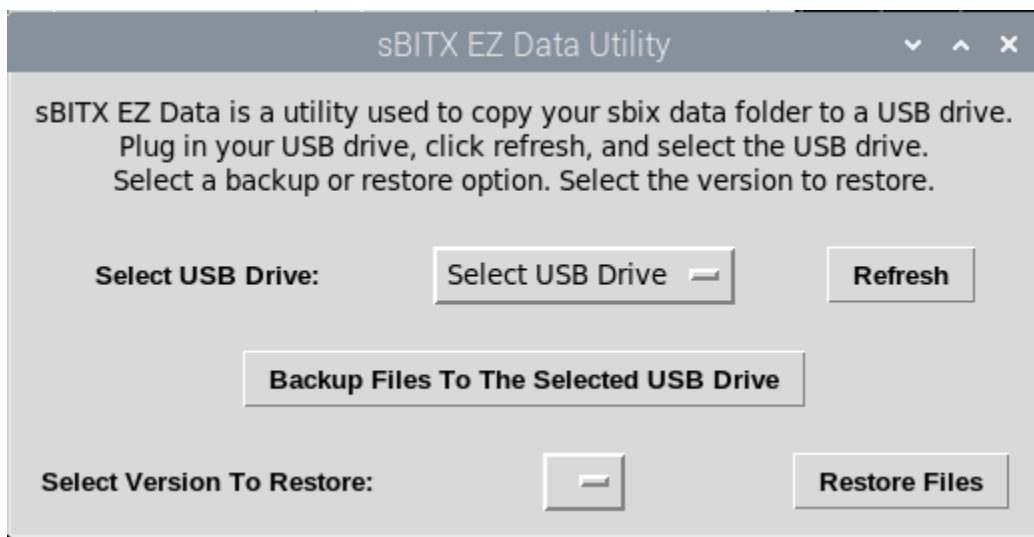 sBITX EZ Data Utility
sBITX EZ Data is a utility used to copy your sbix data folder to a USB drive.
Plug in your USB drive, click refresh, and select the USB drive.
Select a backup or restore option. Select the version to restore.
Select USB Drive: Select USB Drive Refresh
Backup Files To The Selected USB Drive
Select Version To Restore: Restore Files